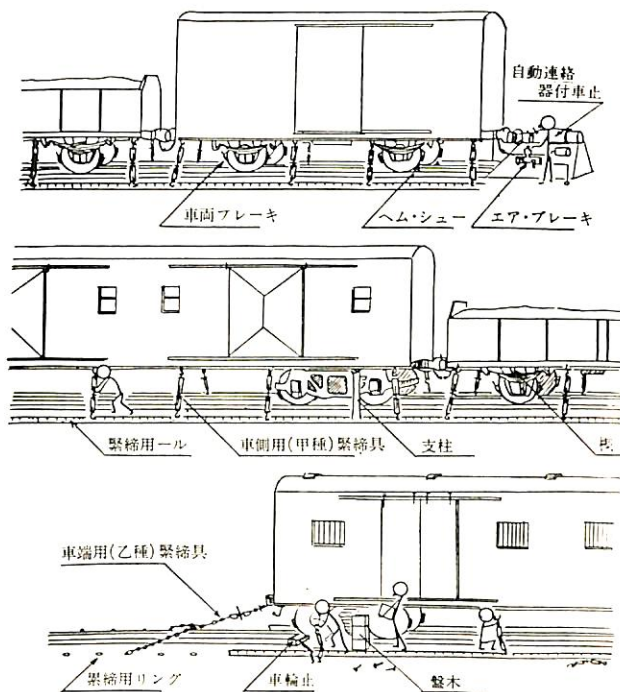 自動連絡
器付車止
車両ブレーキ
ヘム・シュー
エア・ブレーキ
緊締用ール
車側用(甲種)緊締具
支柱
車端用(乙種)緊締具
緊締用リング
車輪止
盤木